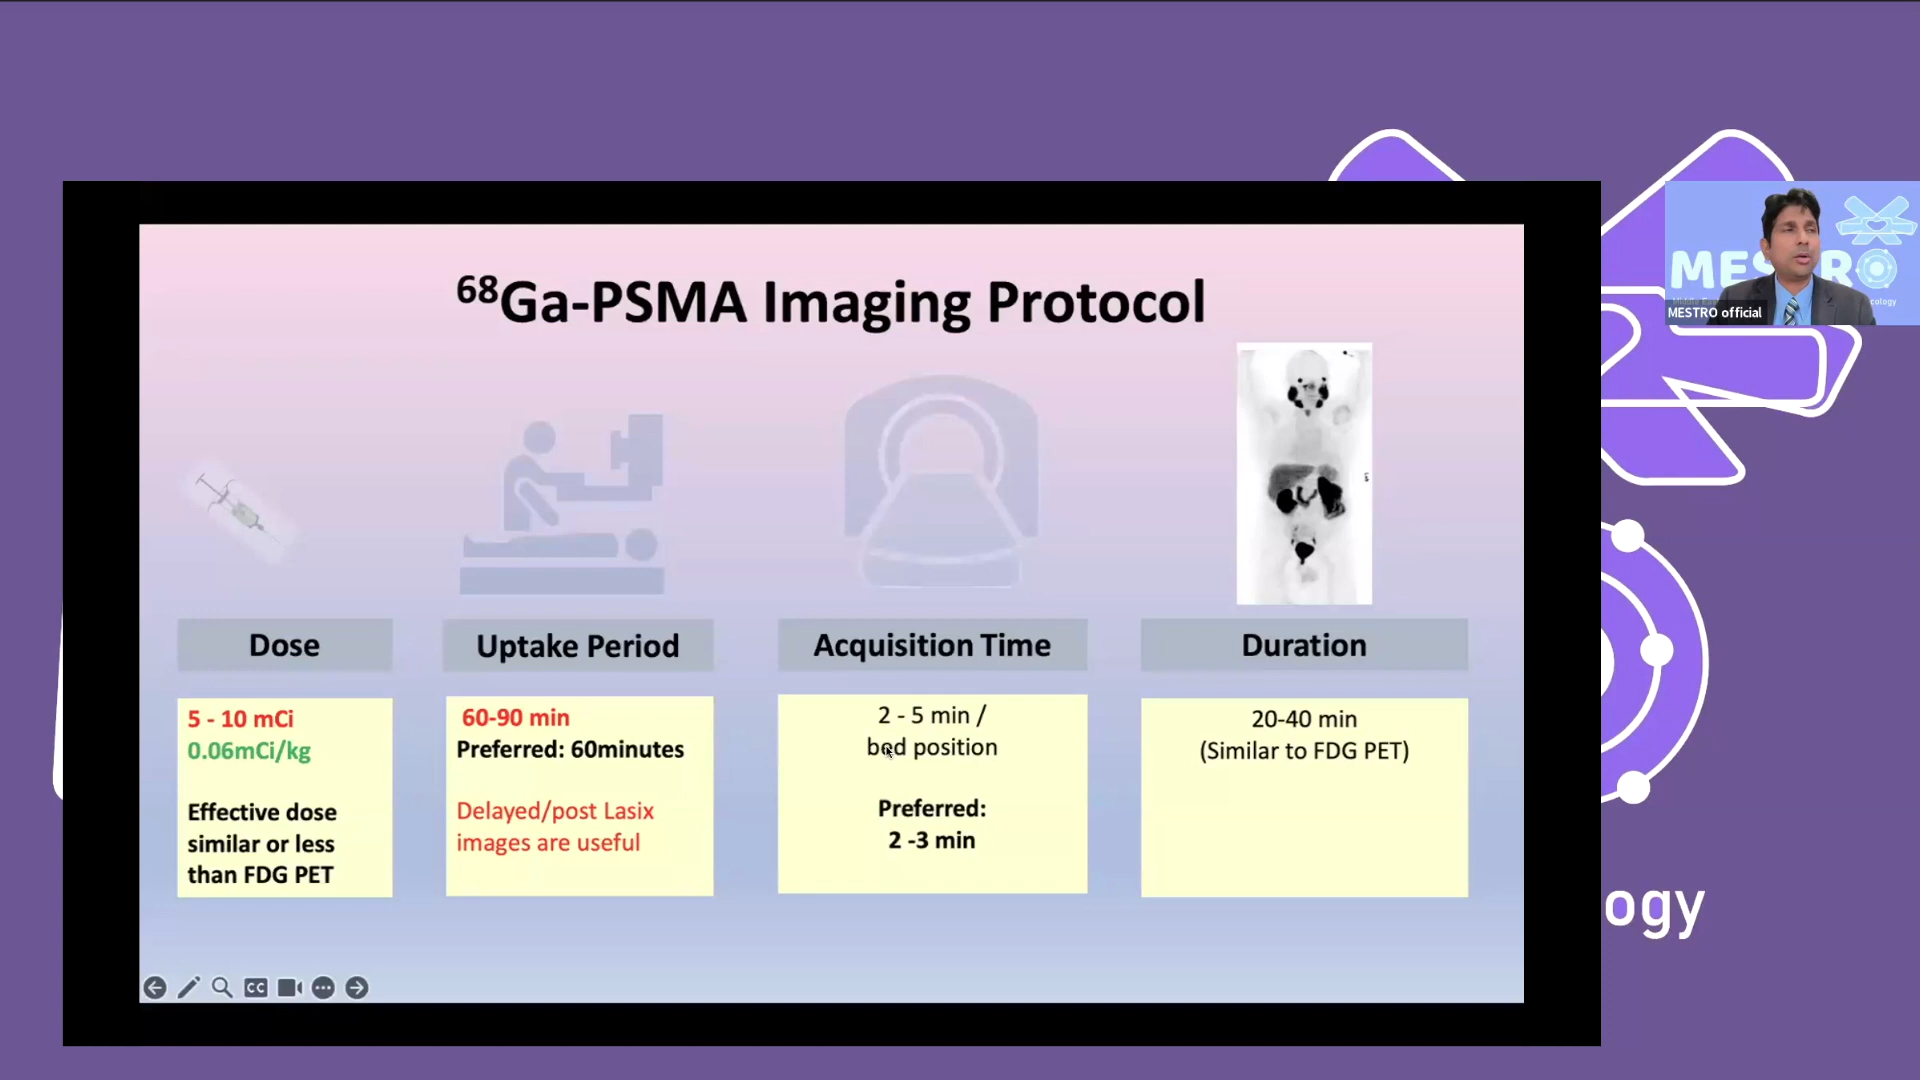 ⁶⁸Ga-PSMA Imaging Protocol
Dose
5 - 10 mCi
0.06mCi/kg
Effective dose
similar or less
than FDG PET
Uptake Period
60-90 min
Preferred: 60minutes
Delayed/post Lasix
images are useful
Acquisition Time
2 - 5 min /
bed position
Preferred:
2 -3 min
Duration
20-40 min
(Similar to FDG PET)
CC
MESTRO official
cology
ogy